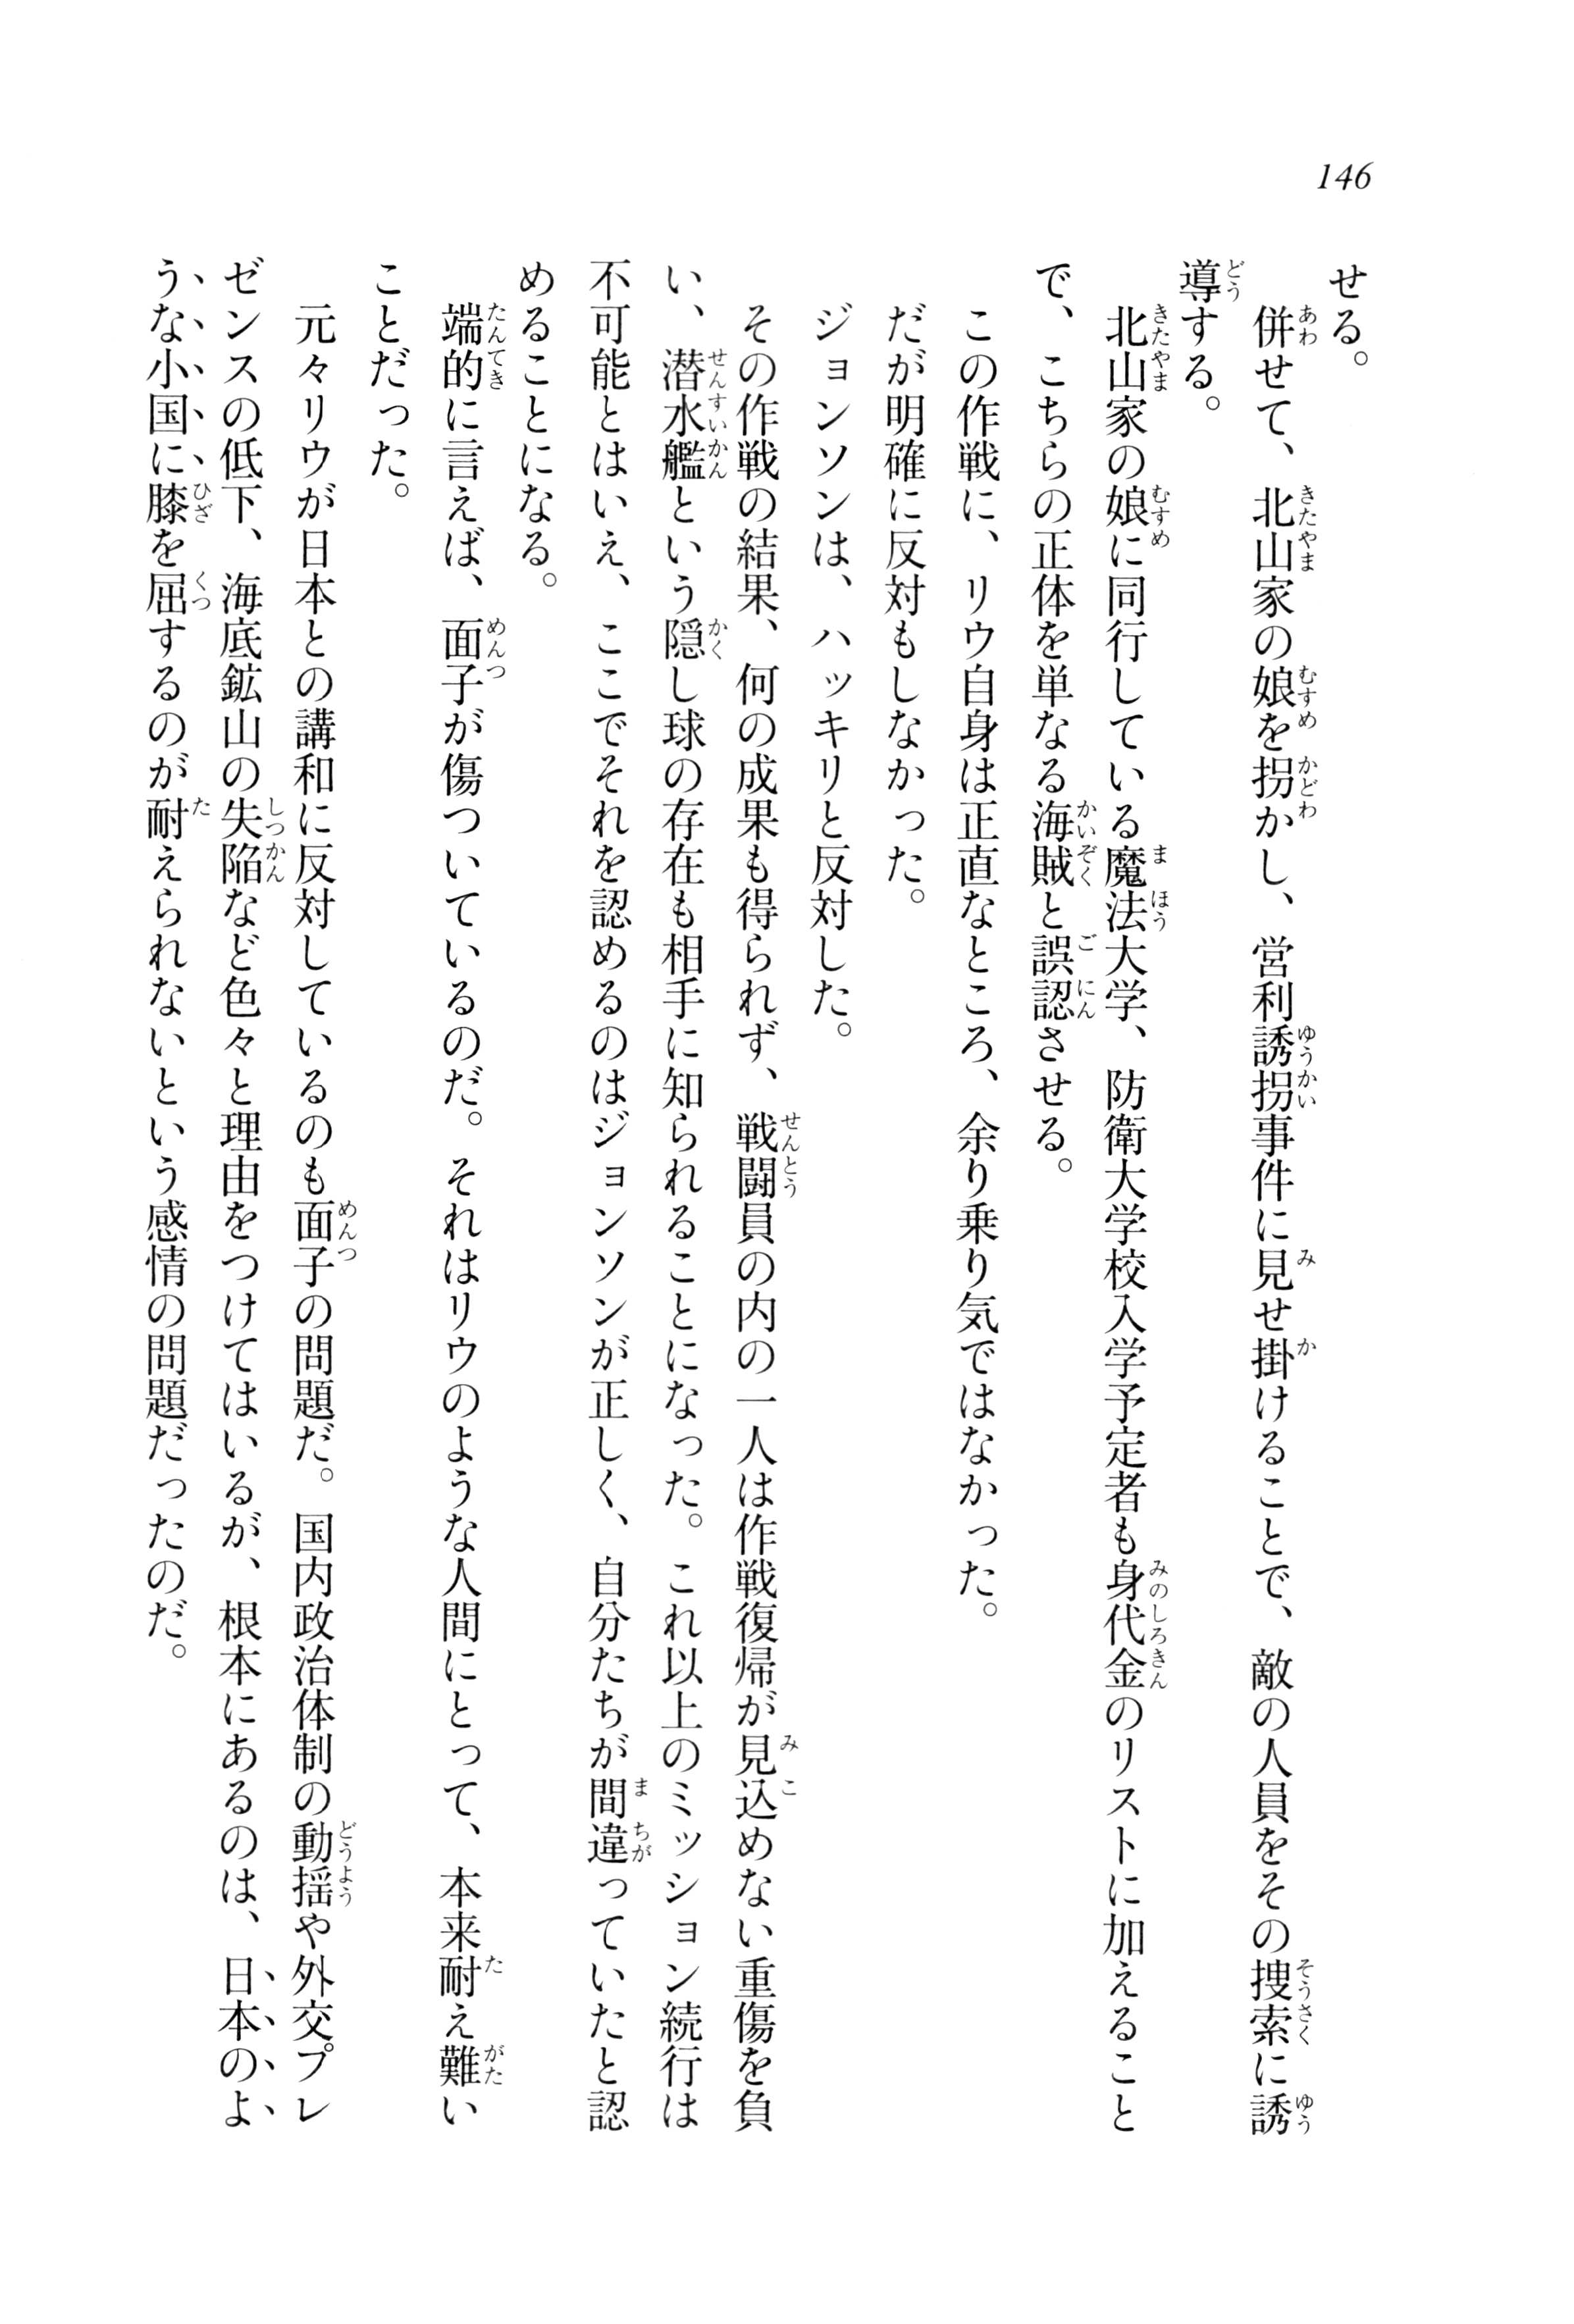 146
せる。
併せて、北山家の娘を拐かし、営利誘拐事件に見せ掛けることで、敵の人員をその捜索に誘
導する。
北山家の娘に同行している魔法大学、防衛大学校入学予定者も身代金のリストに加えること
で、こちらの正体を単なる海賊と誤認させる。
この作戦に、リウ自身は正直なところ、余り乗り気ではなかった。
だが明確に反対もしなかった。
ジョンソンは、ハッキリと反対した。
その作戦の結果、何の成果も得られず、戦闘員の内の一人は作戦復帰が見込めない重傷を負
い、潜水艦という隠し球の存在も相手に知られることになった。これ以上のミッション続行は
不可能とはいえ、ここでそれを認めるのはジョンソンが正しく、自分たちが間違っていたと認
めることになる。
端的に言えば、面子が傷ついているのだ。それはリウのような人間にとって、本来耐え難い
ことだった。
元々リウが日本との講和に反対しているのも面子の問題だ。国内政治体制の動揺や外交プレ
ゼンスの低下、海底鉱山の失陥など色々と理由をつけてはいるが、根本にあるのは、日本のよ
うな小国に膝を屈するのが耐えられないという感情の問題だったのだ。